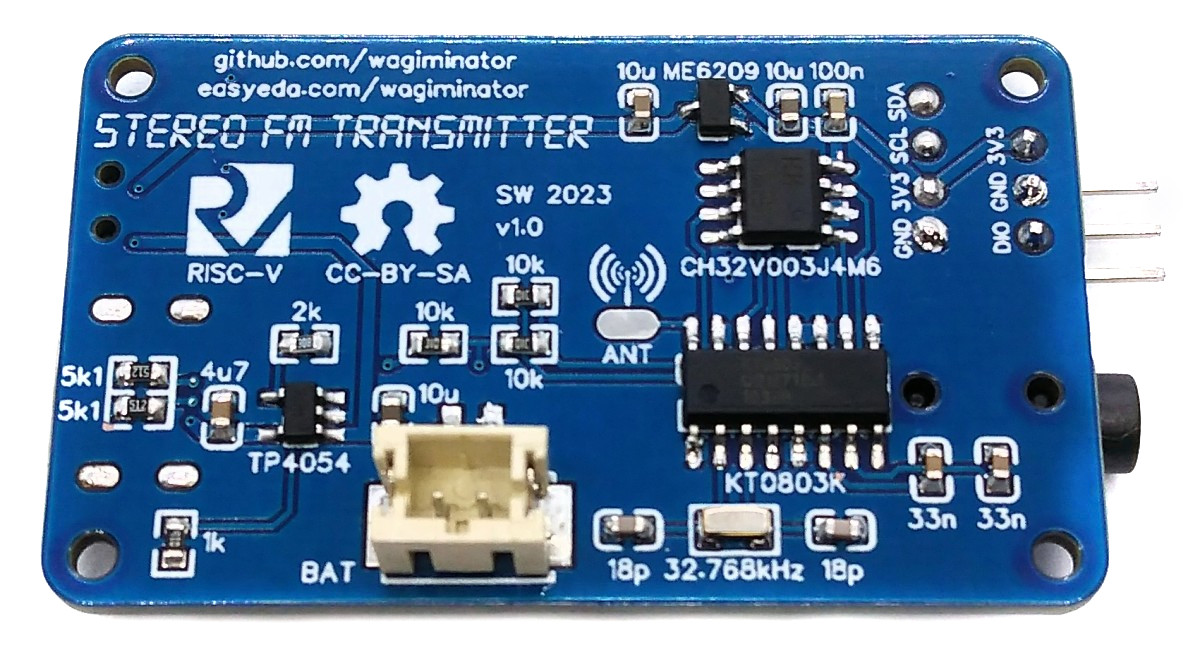 github.com/wagiminator
easyeda.com/wagiminator
STEREO FM TRANSMITTER
10u ME6209 10u 100n
SDA
SCL
3V3
GND
3V3
GND
DIO
RISC-V
CC-BY-SA
SW 2023
v1.0
CH32V003J4M6
ANT
10k
10k
10k
2k
5k1
512
5k1
512
4u7
10u
TP4054
KT0803K
33n 33n
1k
BAT
18p 32.768kHz 18p